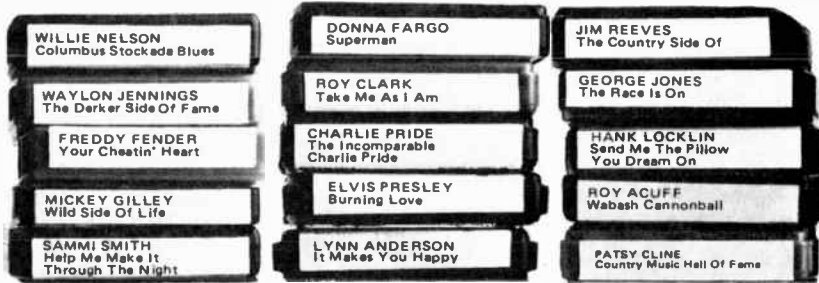 WILLIE NELSON
Columbus Stockada Blues
WAYLON JENNINGS
The Derker Side Of Fame
FREDDY FENDER
Your Cheatin' Heart
MICKEY GILLEY
Wild Side Of Life
SAMMI SMITH
Help Me Make It
Through The Night
DONNA FARGO
Superman
ROY CLARK
Take Me As I Am
CHARLIE PRIDE
The Incomparable
Charlie Pride
ELVIS PRESLEY
Burning Love
LYNN ANDERSON
It Makes You Happy
JIM REEVES
The Country Side Of
GEORGE JONES
The Race Is On
HANK LOCKLIN
Send Me The Pillow
You Dream On
ROY ACUFF
Wabash Cannonball
PATSY CLINE
Country Music Hall Of Fame